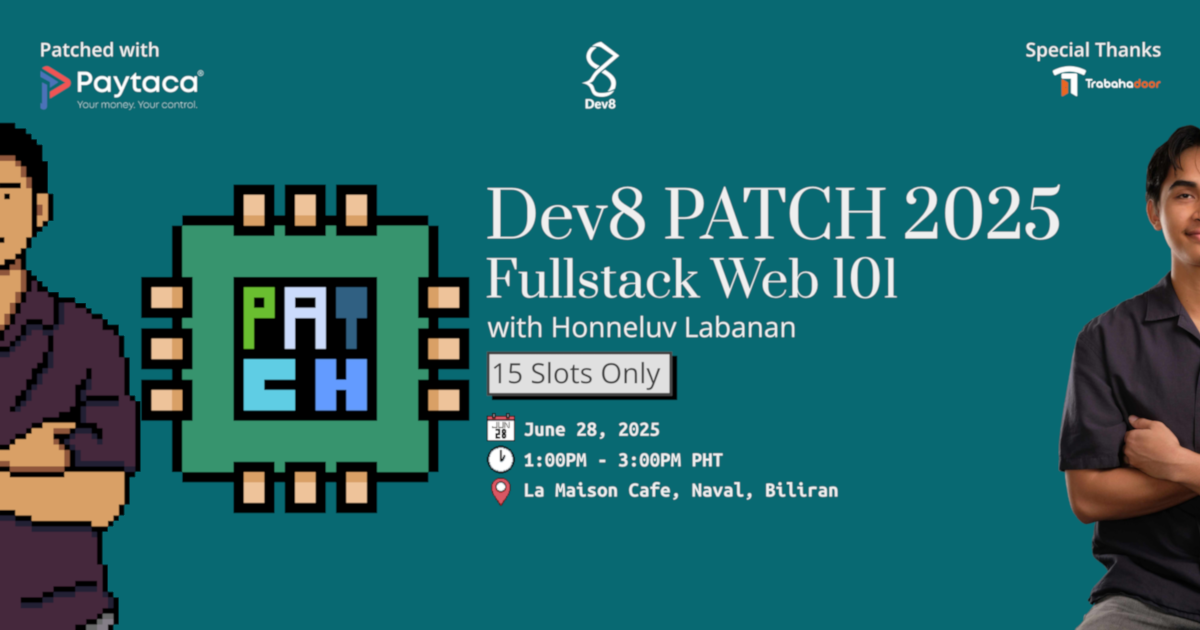 Patched with
Paytaca®
Your money. Your control.
Dev8
Special Thanks
Trabahadoor
PAT
CH
Dev8 PATCH 2025
Fullstack Web 101
with Honneluv Labanan
15 Slots Only
JUN
28
June 28, 2025
1:00PM - 3:00PM PHT
La Maison Cafe, Naval, Biliran